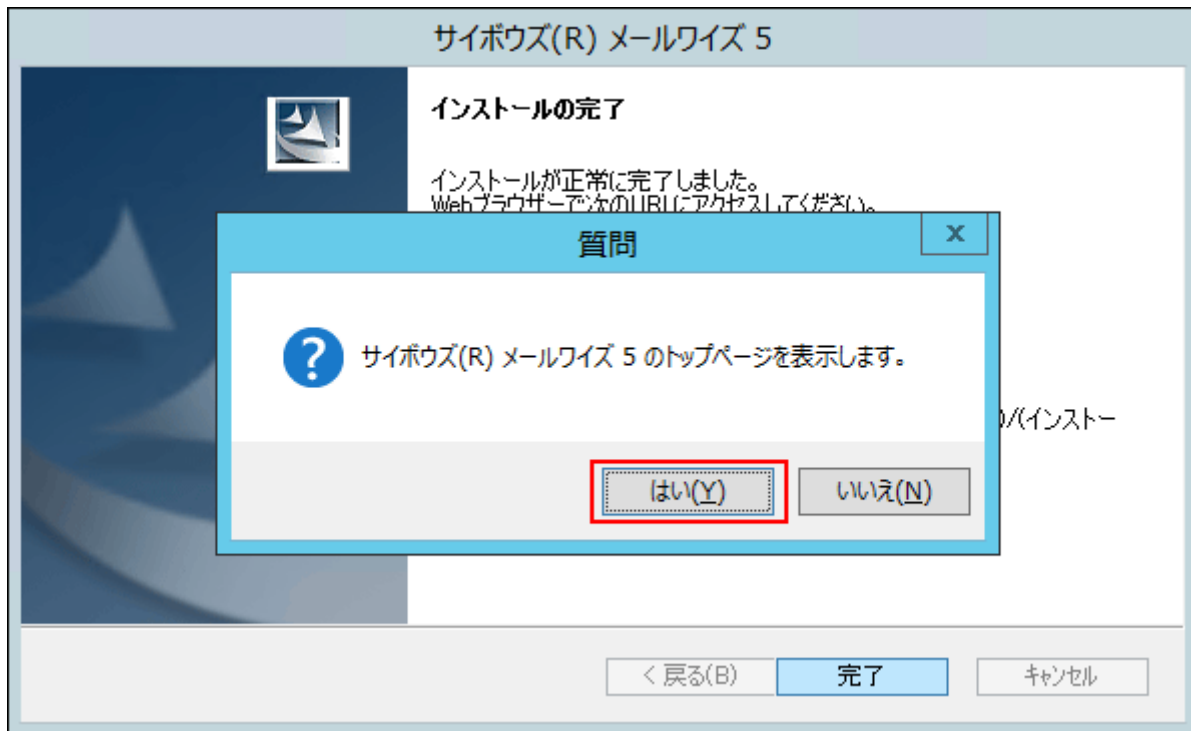 サイボウズ(R) メールワイズ 5
インストールの完了
インストールが正常に完了しました。
Webブラウザーで次のURLにアクセスしてください。
質問
x
サイボウズ(R) メールワイズ 5 のトップページを表示します。
/(インストー
はい(Y)
いいえ(N)
< 戻る(B)
完了
キャンセル